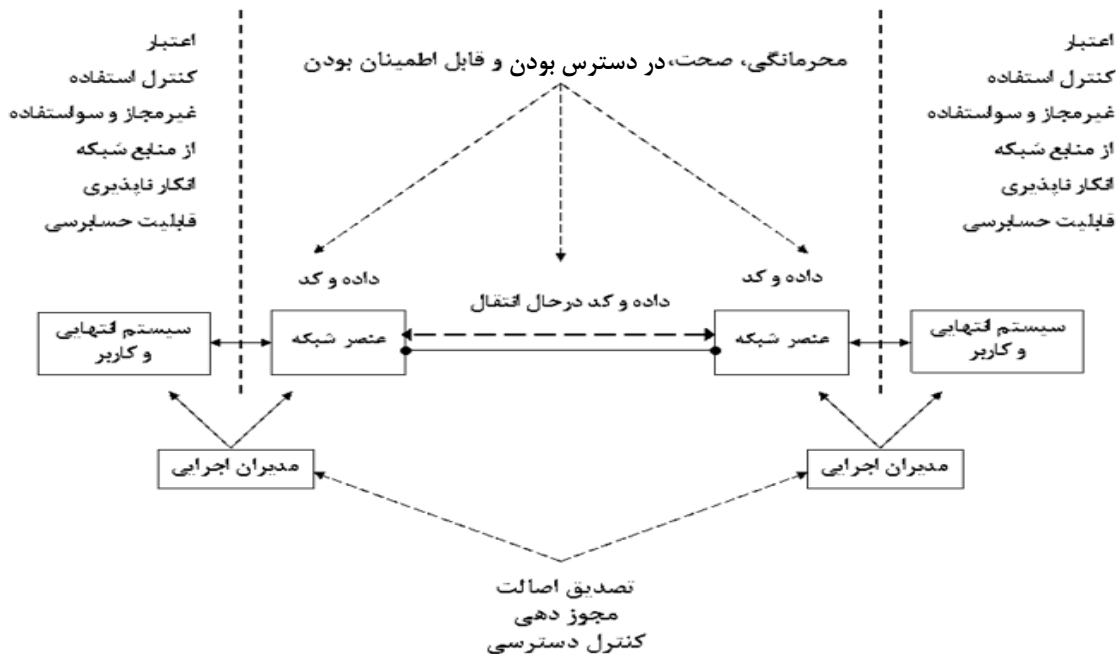 اعتبار
کنترل استفاده
غیرمجاز و سواستفاده
از منابع شبکه
انکار ناپذیری
قابلیت حسابرسی
محرمانگی، صحت،در دسترس بودن و قابل اطمینان بودن
اعتبار
کنترل استفاده
غیرمجاز و سواستفاده
از منابع شبکه
انکار ناپذیری
قابلیت حسابرسی
داده و کد
داده و کد درحال انتقال
داده و کد
سیستم انتهایی
و کاربر
عنصر شبکه
عنصر شبکه
سیستم انتهایی
و کاربر
مدیران اجرایی
مدیران اجرایی
تصدیق اصالت
مجوز دهی
کنترل دسترسی